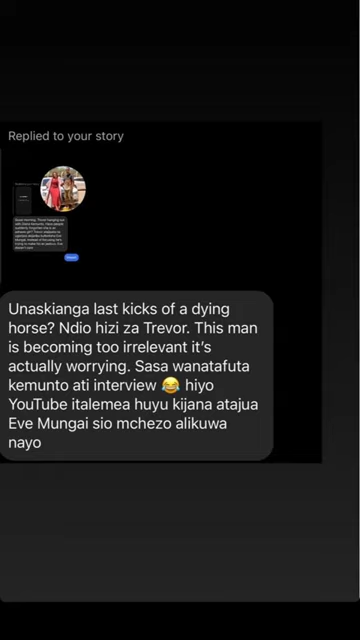 Replied to your story
Unaskianga last kicks of a dying
horse? Ndio hizi za Trevor. This man
is becoming too irrelevant it's
actually worrying. Sasa wanatafuta
kemunto ati interview 😂 hiyo
YouTube italemea huyu kijana atajua
Eve Mungai sio mchezo alikuwa
nayo